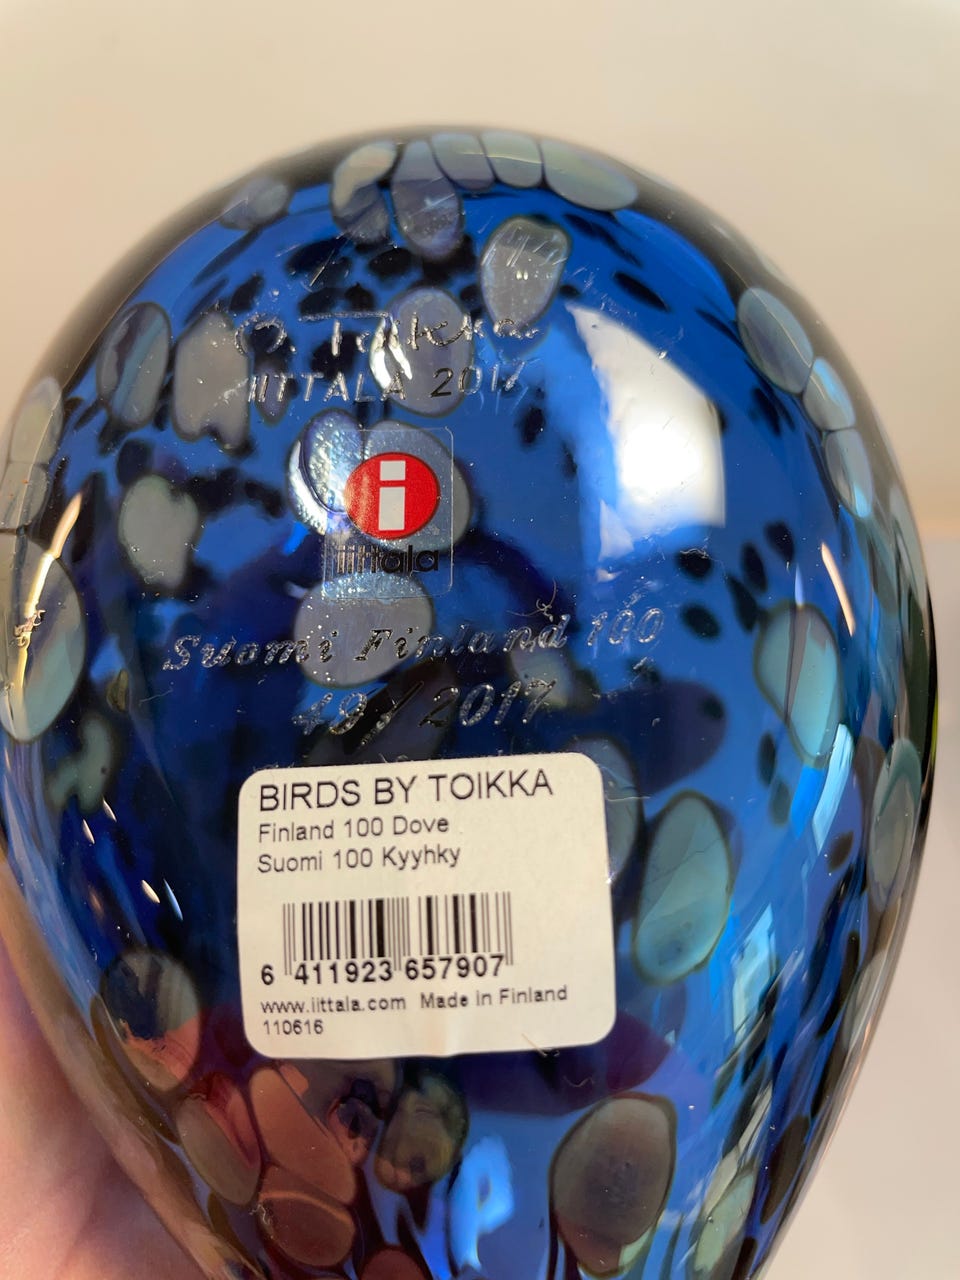 O. Toikka
IITTALA 2017
i
iittala
Suomi Finland 100
49/2017
BIRDS BY TOIKKA
Finland 100 Dove
Suomi 100 Kyyhky
6 411923 657907
www.iittala.com Made in Finland
110616